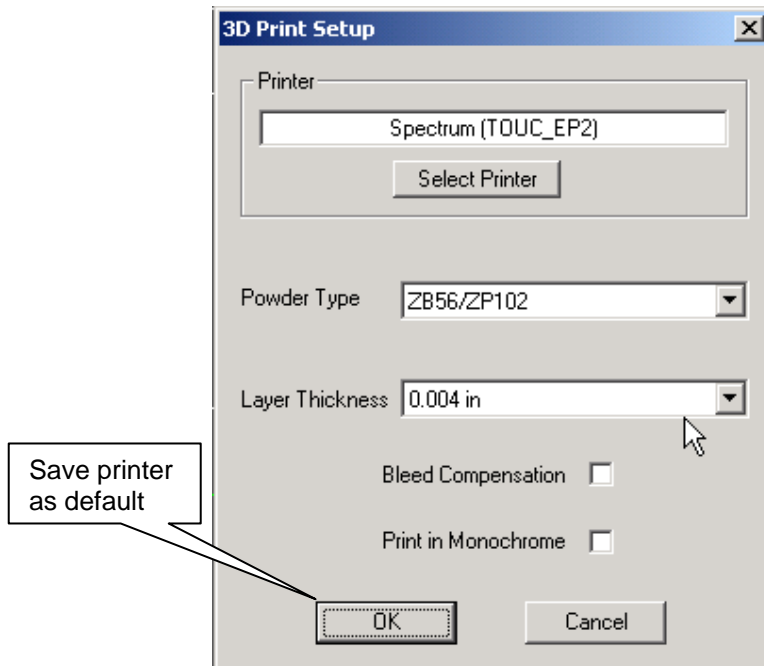 3D Print Setup
Printer
Spectrum (TOUC_EP2)
Select Printer
Powder Type ZB56/ZP102
Layer Thickness 0.004 in
Save printer
as default
Bleed Compensation
Print in Monochrome
OK Cancel